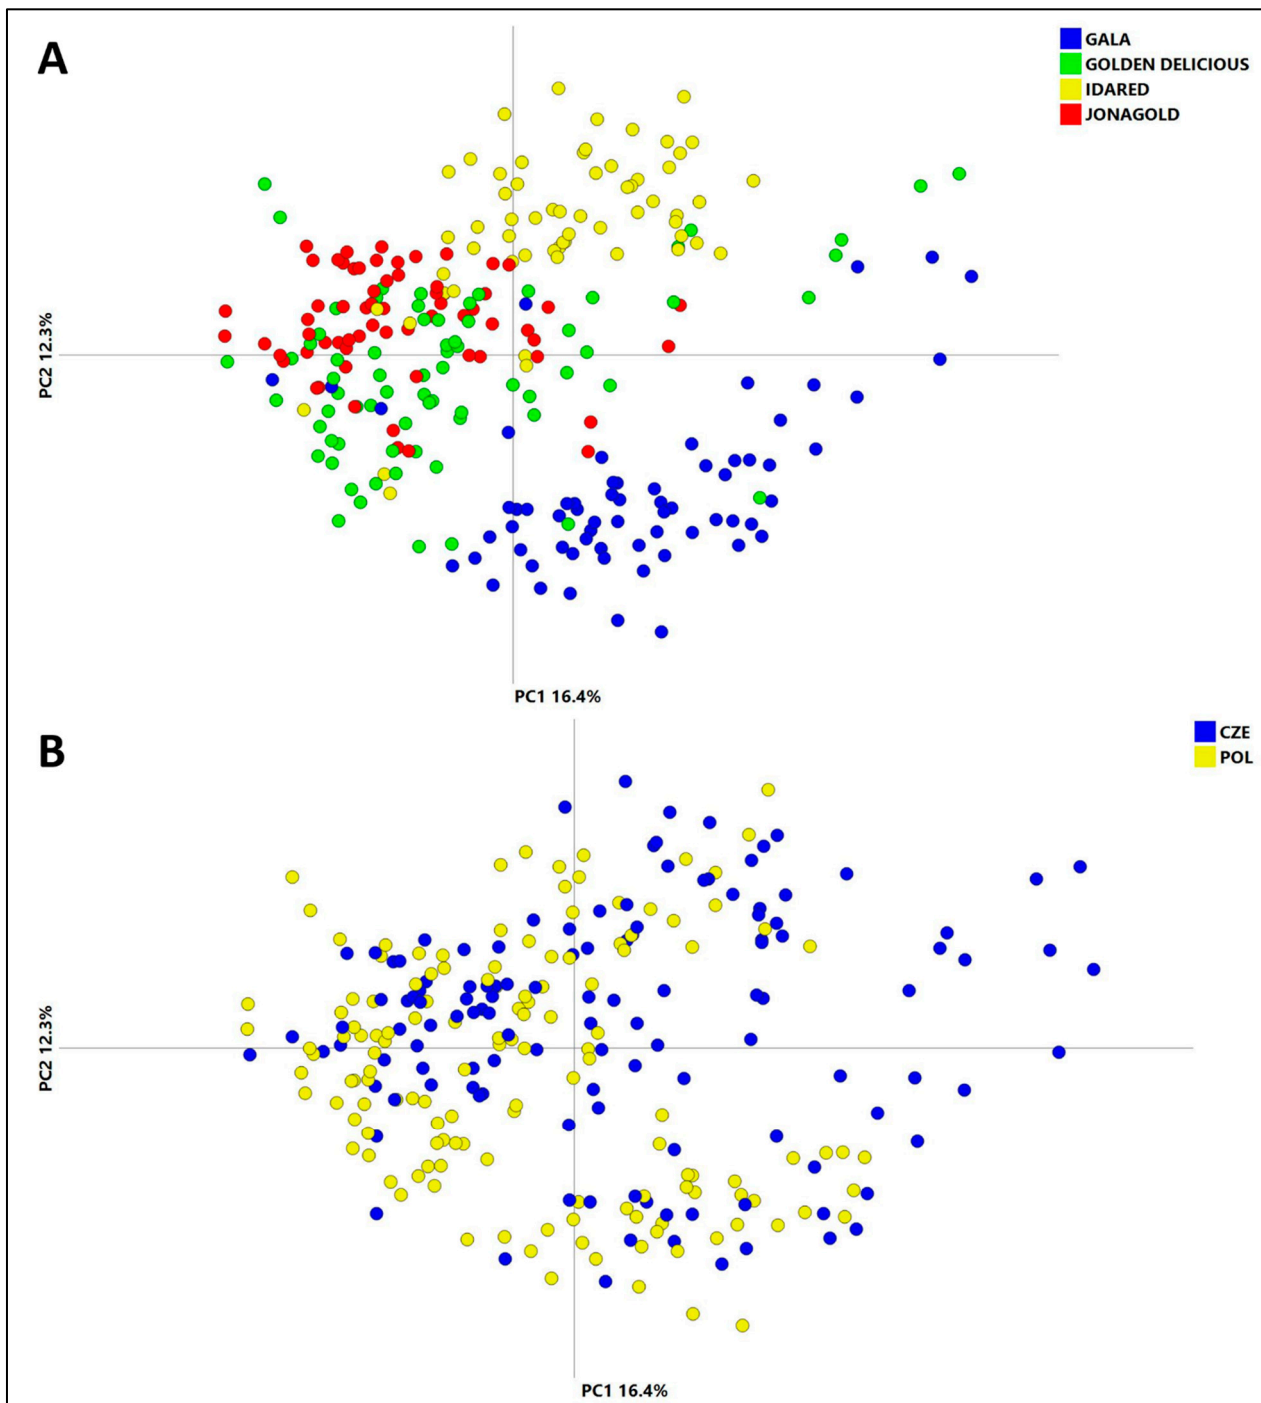 A
GALA
GOLDEN DELICIOUS
IDARED
JONAGOLD
PC2 12.3%
PC1 16.4%
B
CZE
POL
PC2 12.3%
PC1 16.4%